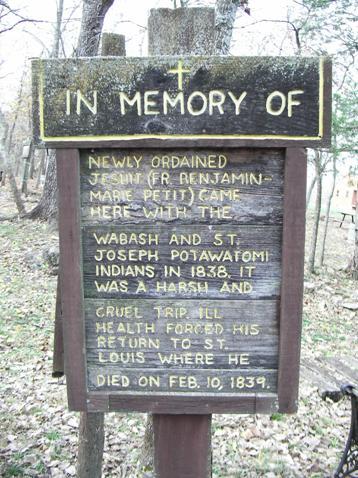 IN MEMORY OF
NEWLY ORDAINED
JESUIT (FR. BENJAMIN-
MARIE PETIT) CAME
HERE WITH THE
WABASH AND ST.
JOSEPH POTAWATOMI
INDIANS, IN 1838. IT
WAS A HARSH AND
CRUEL TRIP. ILL
HEALTH FORCED HIS
RETURN TO ST.
LOUIS WHERE HE
DIED ON FEB. 10, 1839.